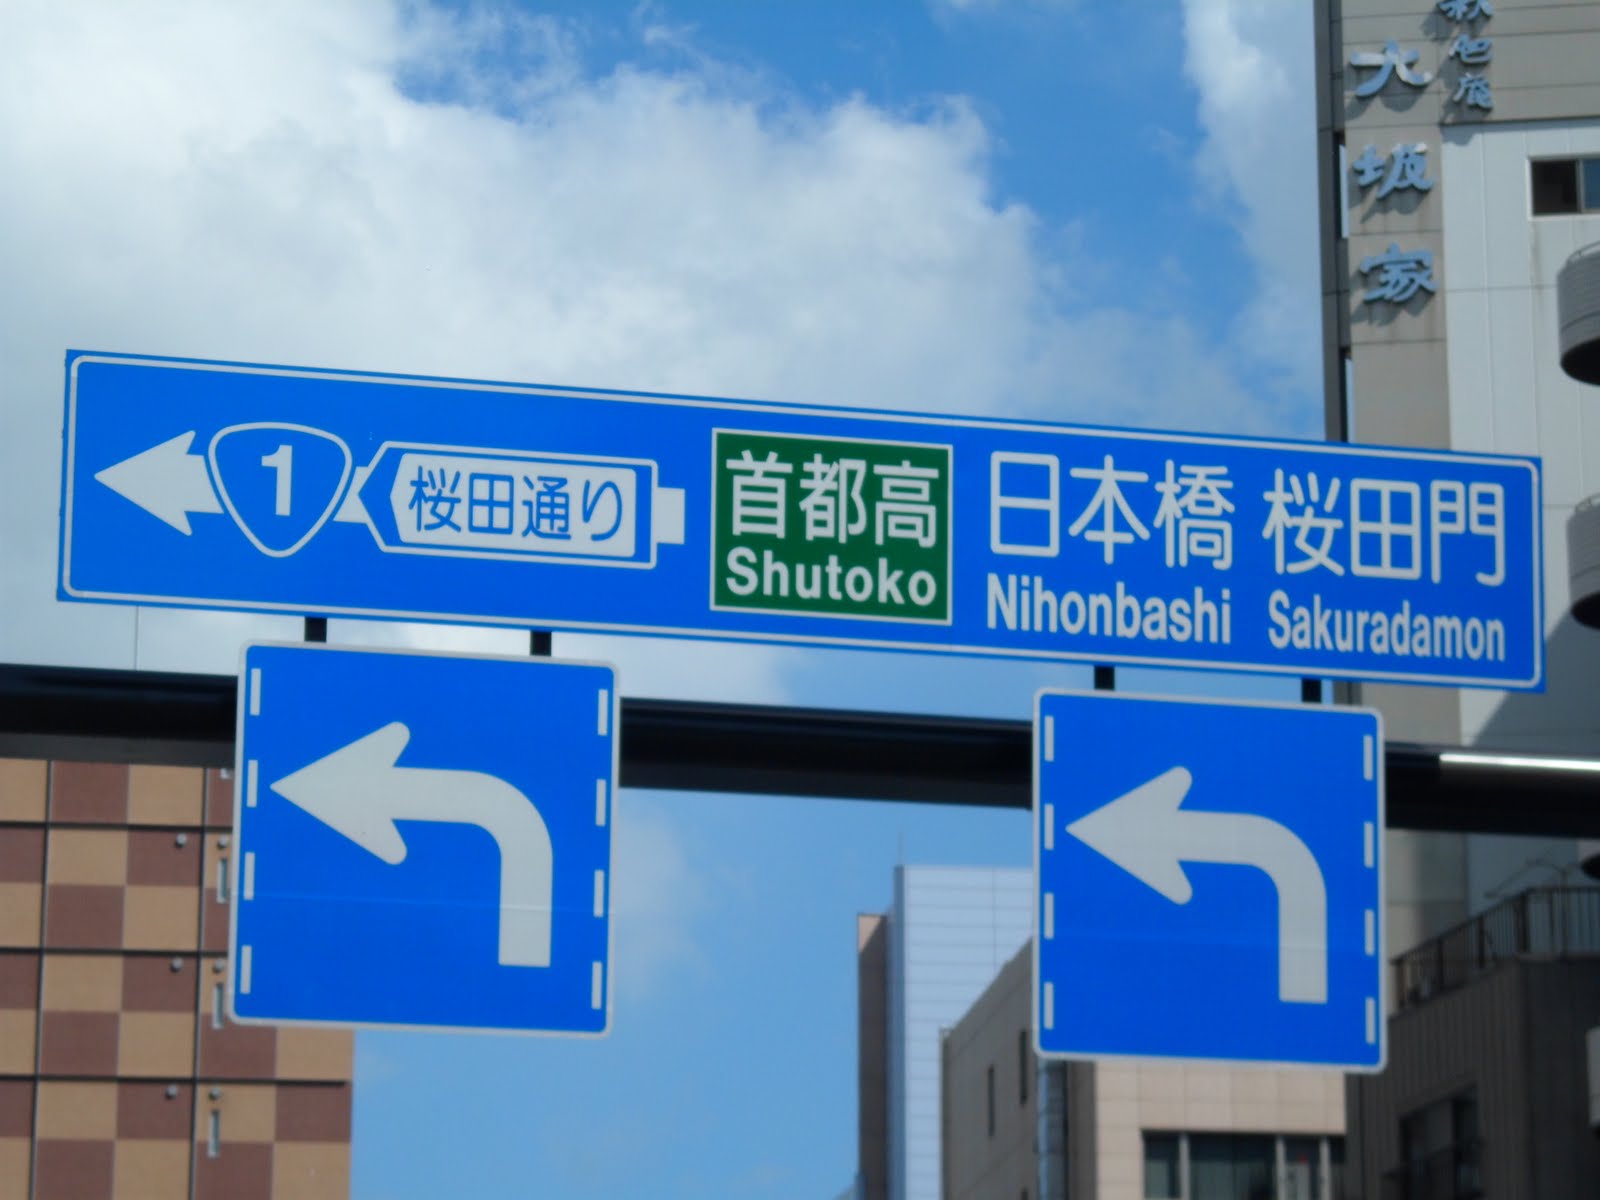 大坂家
1
桜田通り
首都高
Shutoko
日本橋
Nihonbashi
桜田門
Sakuradamon